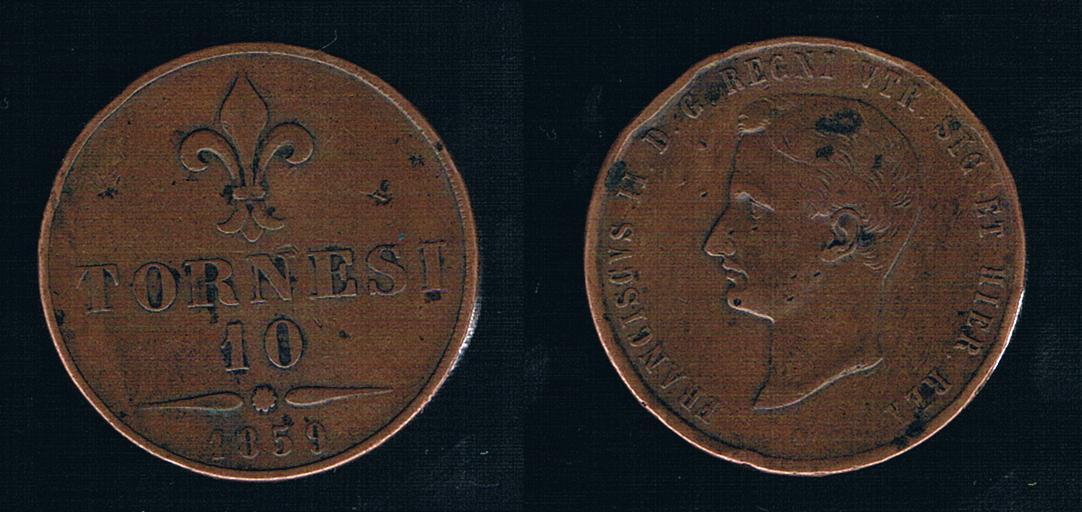 TORNESI
10
1859
FRANCISCVS II. D. G. REGNI VTR. SIC. ET HIER. REX